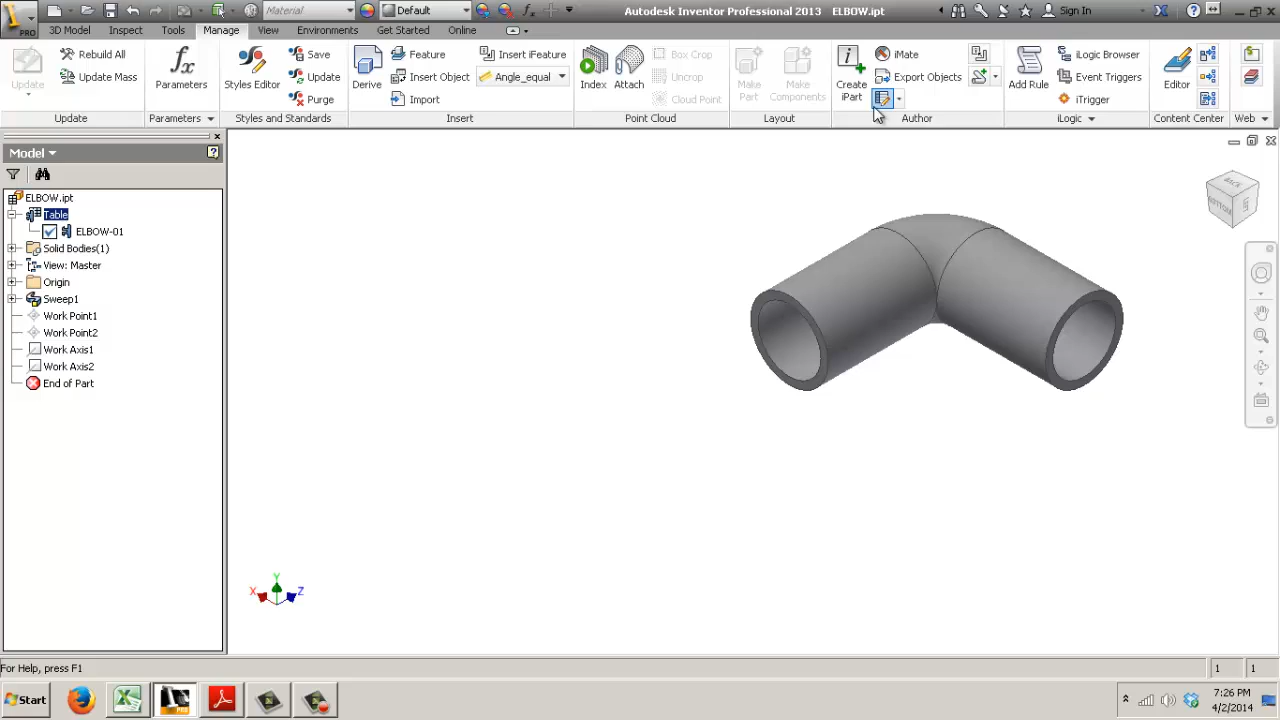 PRO
Material
Default
Autodesk Inventor Professional 2013 ELBOW.ipt
Sign In
3D Model Inspect Tools Manage View Environments Get Started Online
Update
Rebuild All
Update Mass
Update
Parameters
Parameters
Styles Editor
Save
Update
Purge
Styles and Standards
Derive
Feature
Insert Object
Import
Insert iFeature
Angle_equal
Insert
Index
Attach
Box Crop
Uncrop
Cloud Point
Point Cloud
Make Part
Make Components
Layout
Create iPart
iMate
Export Objects
Author
Add Rule
iLogic Browser
Event Triggers
iTrigger
iLogic
Editor
Content Center
Web
Model
ELBOW.ipt
Table
ELBOW-01
Solid Bodies(1)
View: Master
Origin
Sweep1
Work Point1
Work Point2
Work Axis1
Work Axis2
End of Part
BACK
BOTTOM
X Y Z
For Help, press F1
1 1
Start
7:26 PM
4/2/2014